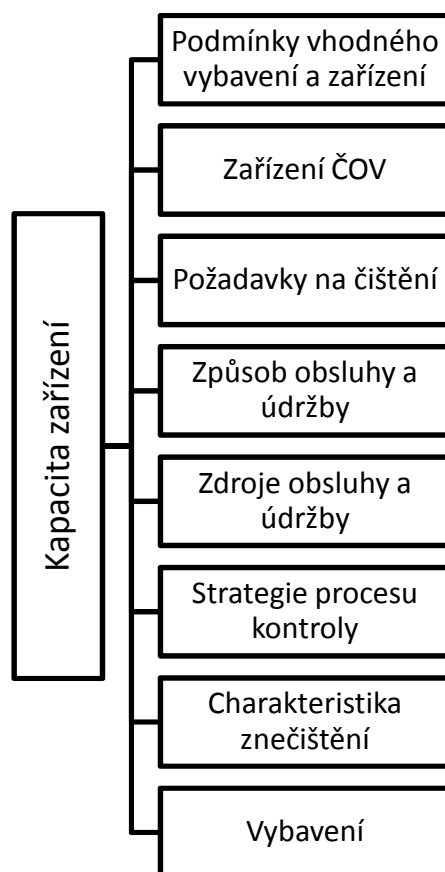 Kapacita zařízení
Podmínky vhodného
vybavení a zařízení
Zařízení ČOV
Požadavky na čištění
Způsob obsluhy a
údržby
Zdroje obsluhy a
údržby
Strategie procesu
kontroly
Charakteristika
znečištění
Vybavení